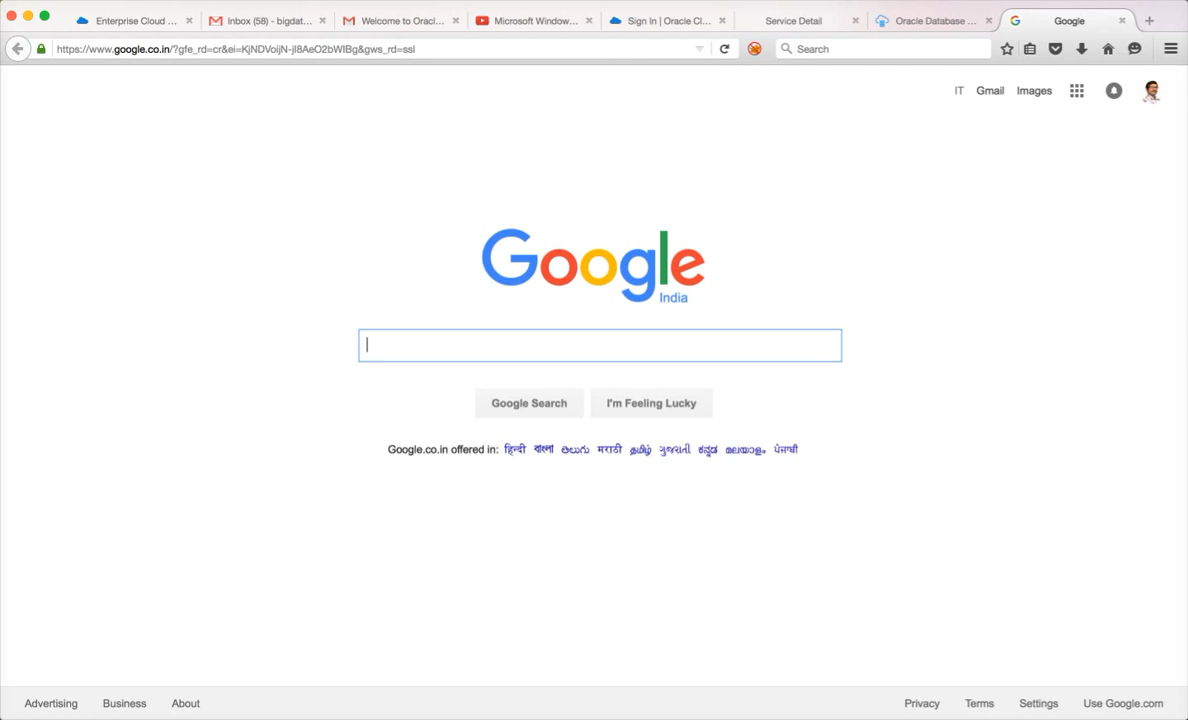 Enterprise Cloud ... Inbox (58) - bigdat... Welcome to Oracl... Microsoft Window... Sign In | Oracle Cl... Service Detail Oracle Database ... Google
https://www.google.co.in/?gfe_rd=cr&ei=KjNDVoijN-jI8AeO2bWIBg&gws_rd=ssl Search
IT Gmail Images
Google
India
Google Search I'm Feeling Lucky
Google.co.in offered in: हिन्दी বাংলা తెలుగు मराठी தமிழ் ગુજરાતી ಕನ್ನಡ മലയാളം ਪੰਜਾਬੀ
Advertising Business About Privacy Terms Settings Use Google.com